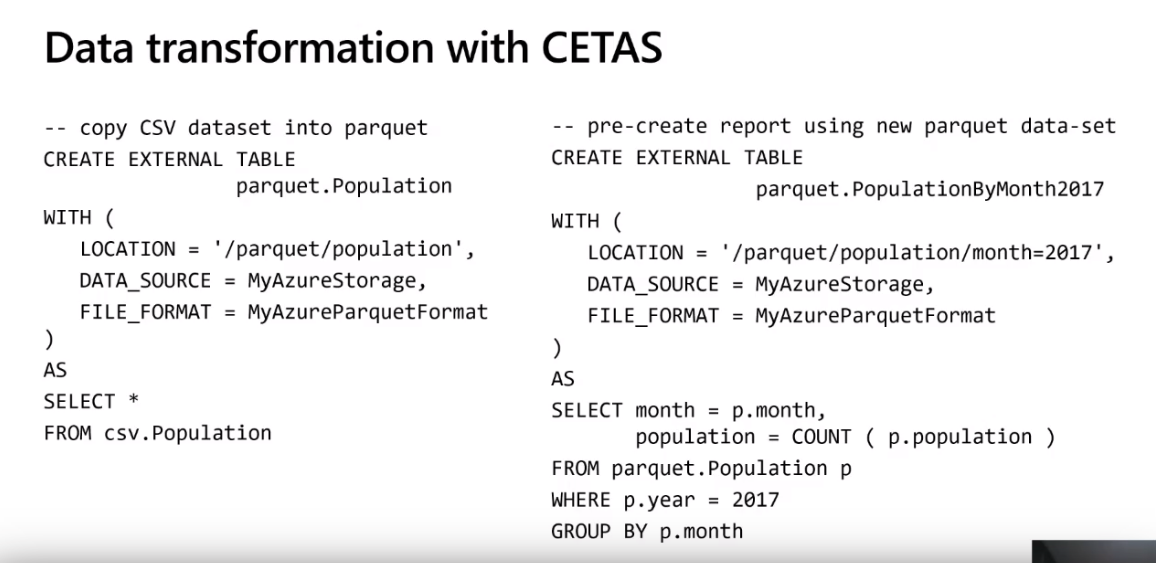 Data transformation with CETAS
-- copy CSV dataset into parquet
CREATE EXTERNAL TABLE
parquet.Population
WITH (
LOCATION = '/parquet/population',
DATA_SOURCE = MyAzureStorage,
FILE_FORMAT = MyAzureParquetFormat
)
AS
SELECT *
FROM csv.Population
-- pre-create report using new parquet data-set
CREATE EXTERNAL TABLE
parquet.PopulationByMonth2017
WITH (
LOCATION = '/parquet/population/month=2017',
DATA_SOURCE = MyAzureStorage,
FILE_FORMAT = MyAzureParquetFormat
)
AS
SELECT month = p.month,
population = COUNT ( p.population )
FROM parquet.Population p
WHERE p.year = 2017
GROUP BY p.month